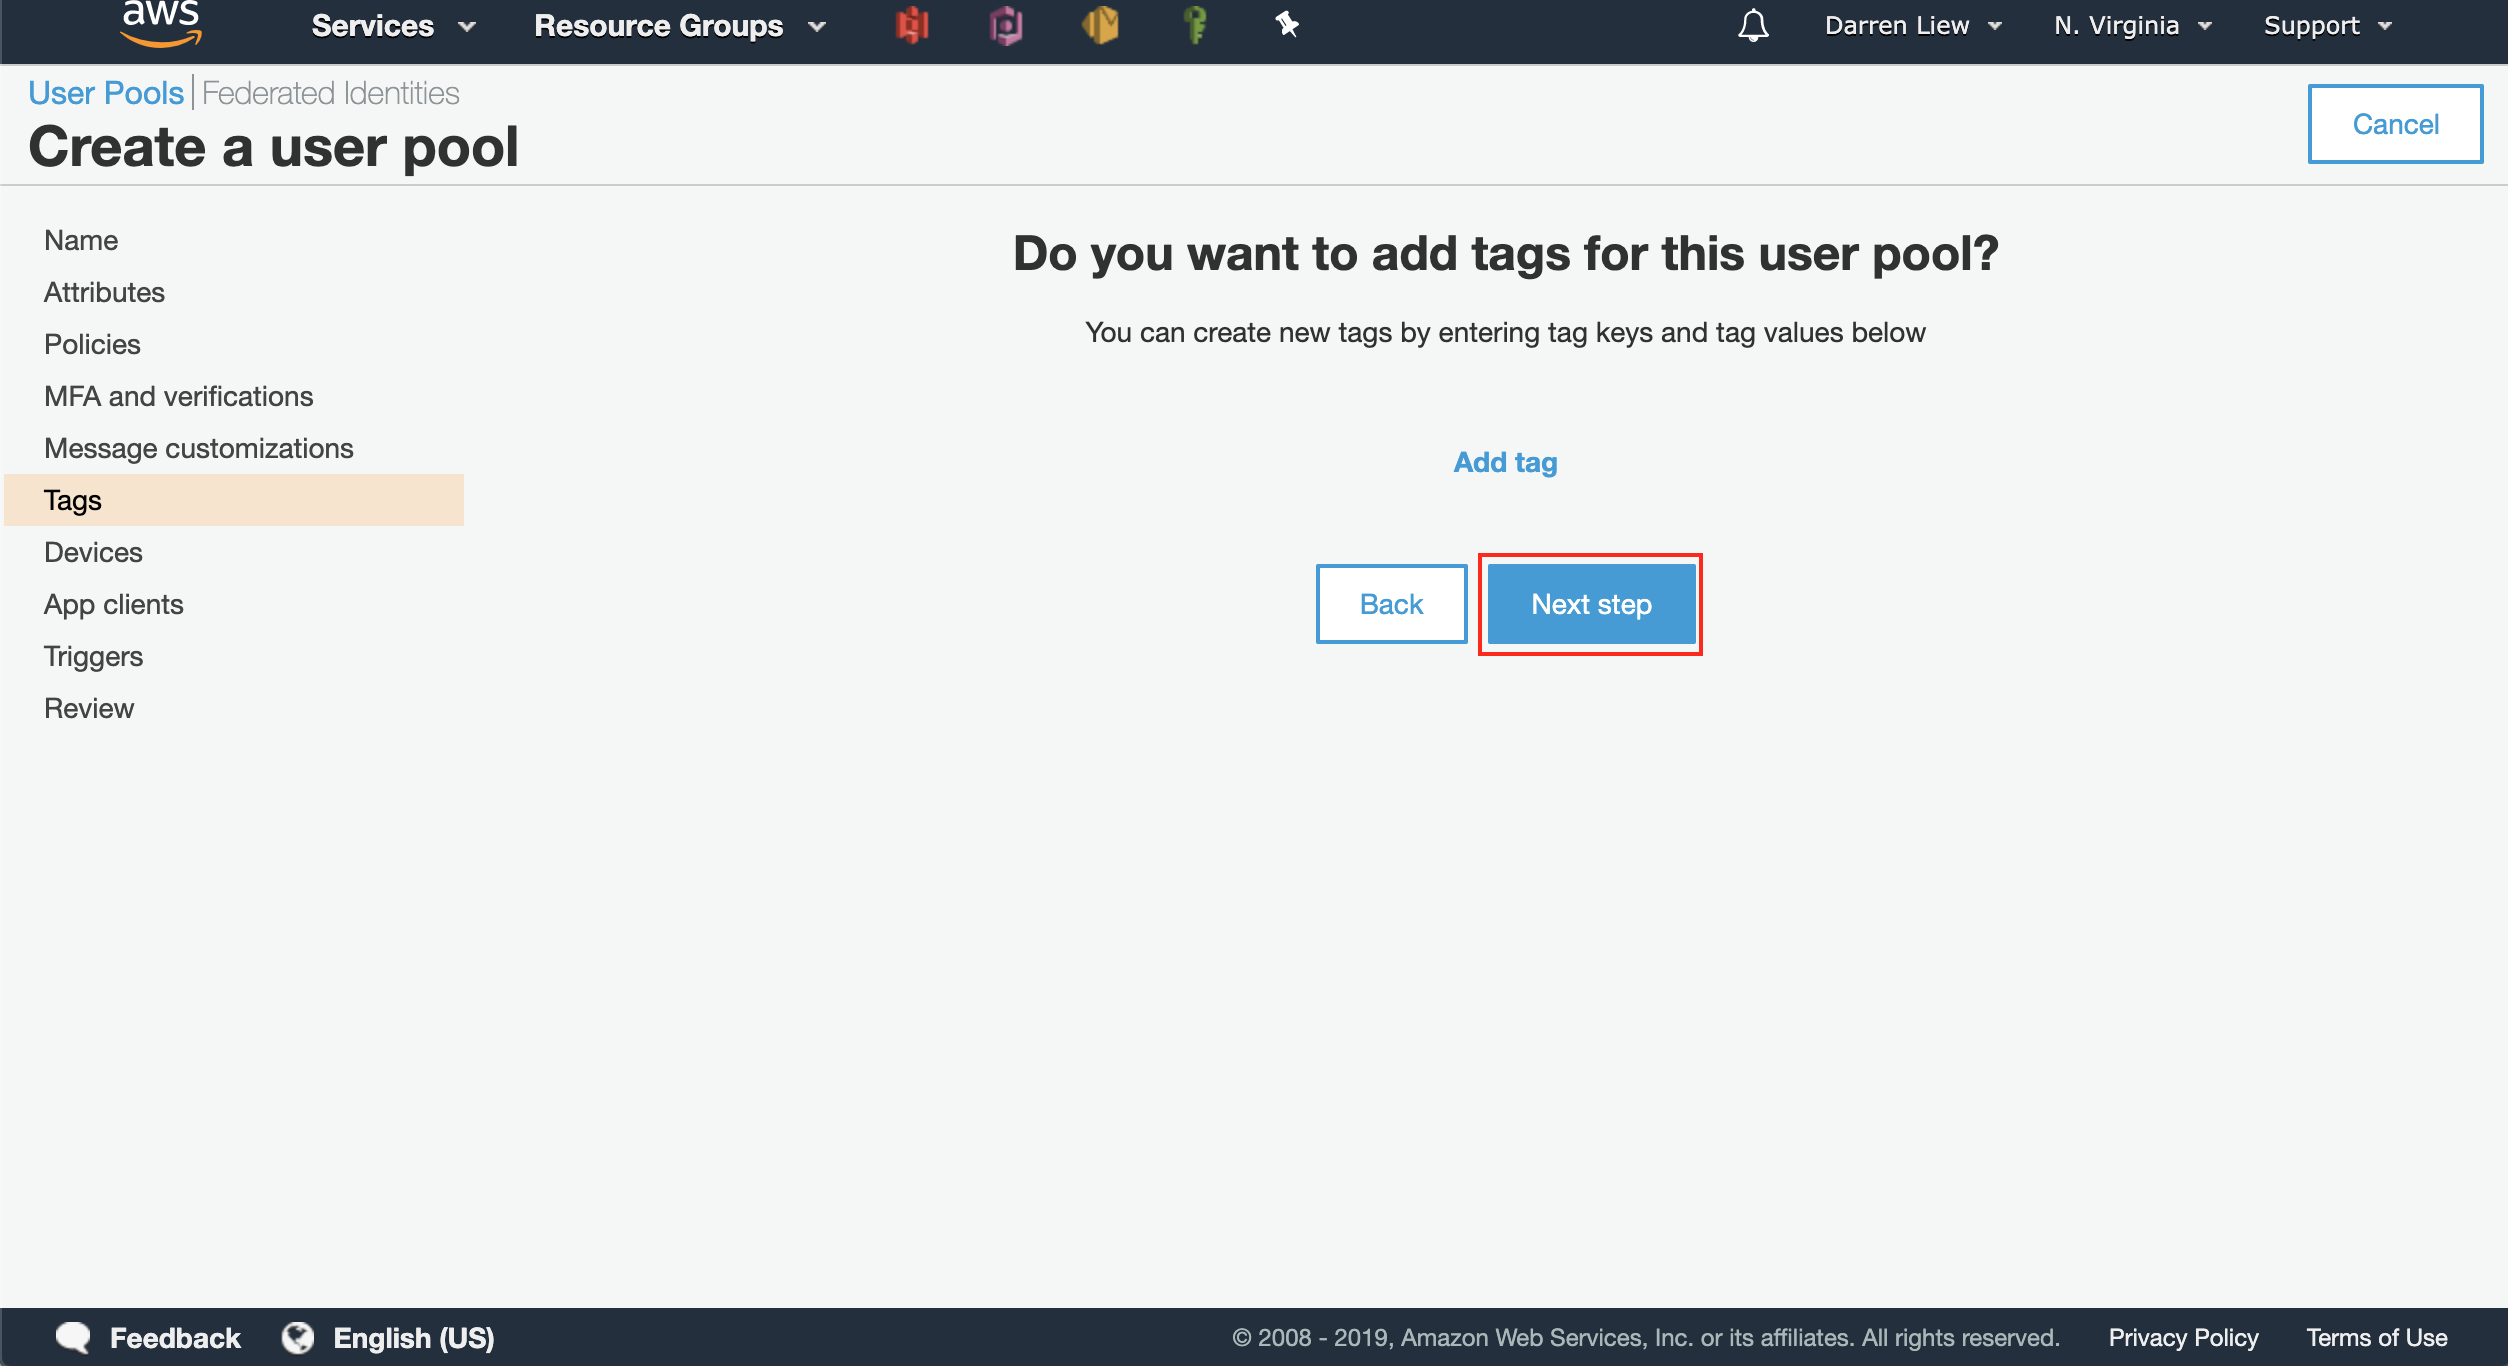 aws Services Resource Groups Darren Liew N. Virginia Support
User Pools Federated Identities
Create a user pool
Cancel
Name
Attributes
Policies
MFA and verifications
Message customizations
Tags
Devices
App clients
Triggers
Review
Do you want to add tags for this user pool?
You can create new tags by entering tag keys and tag values below
Add tag
Back Next step
Feedback English (US) © 2008 - 2019, Amazon Web Services, Inc. or its affiliates. All rights reserved. Privacy Policy Terms of Use